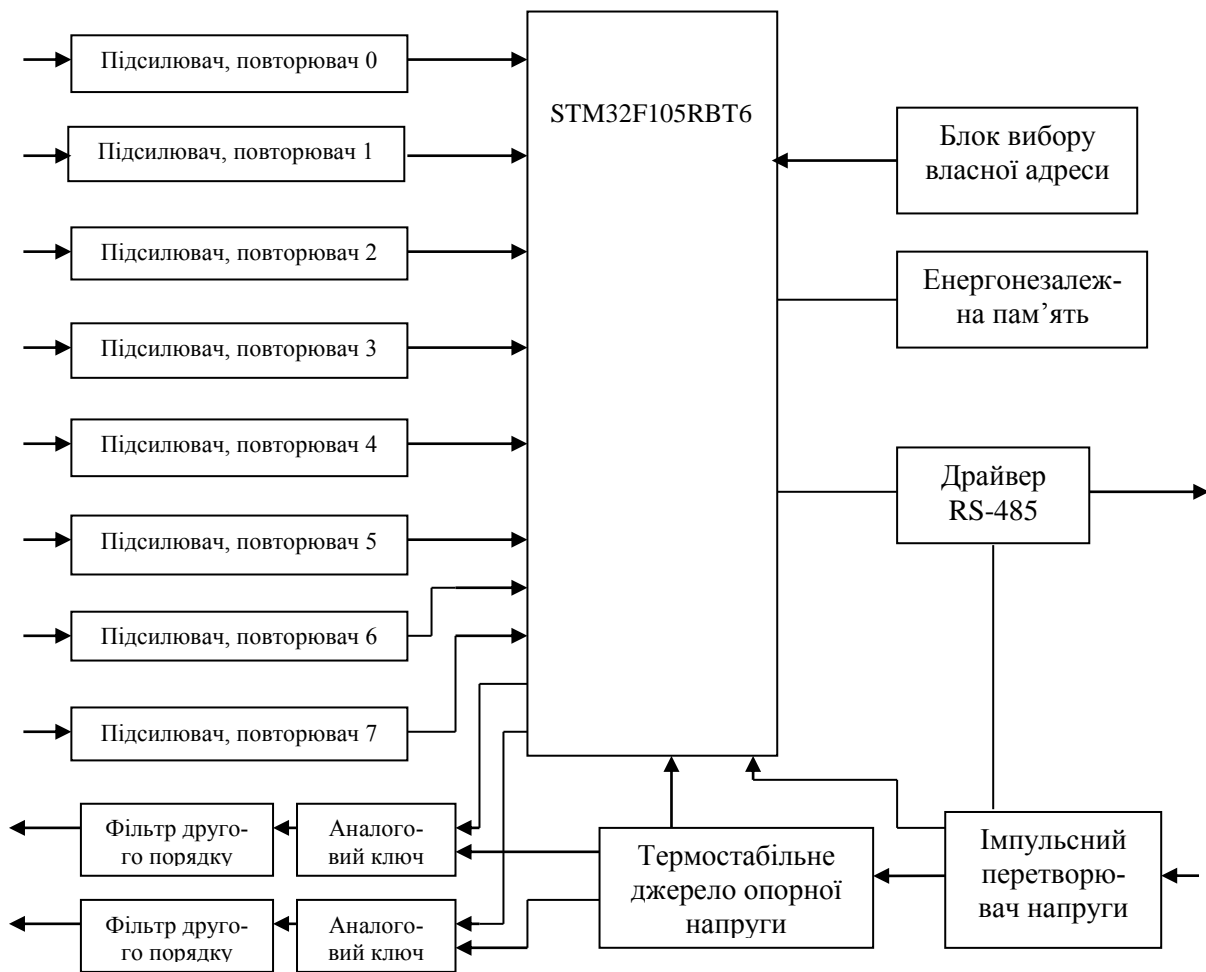 Підсилювач, повторювач 0
Підсилювач, повторювач 1
Підсилювач, повторювач 2
Підсилювач, повторювач 3
Підсилювач, повторювач 4
Підсилювач, повторювач 5
Підсилювач, повторювач 6
Підсилювач, повторювач 7
STM32F105RBT6
Блок вибору
власної адреси
Енергонезалеж-
на пам’ять
Драйвер
RS-485
Фільтр друго-
го порядку
Аналого-
вий ключ
Фільтр друго-
го порядку
Аналого-
вий ключ
Термостабільне
джерело опорної
напруги
Імпульсний
перетворю-
вач напруги